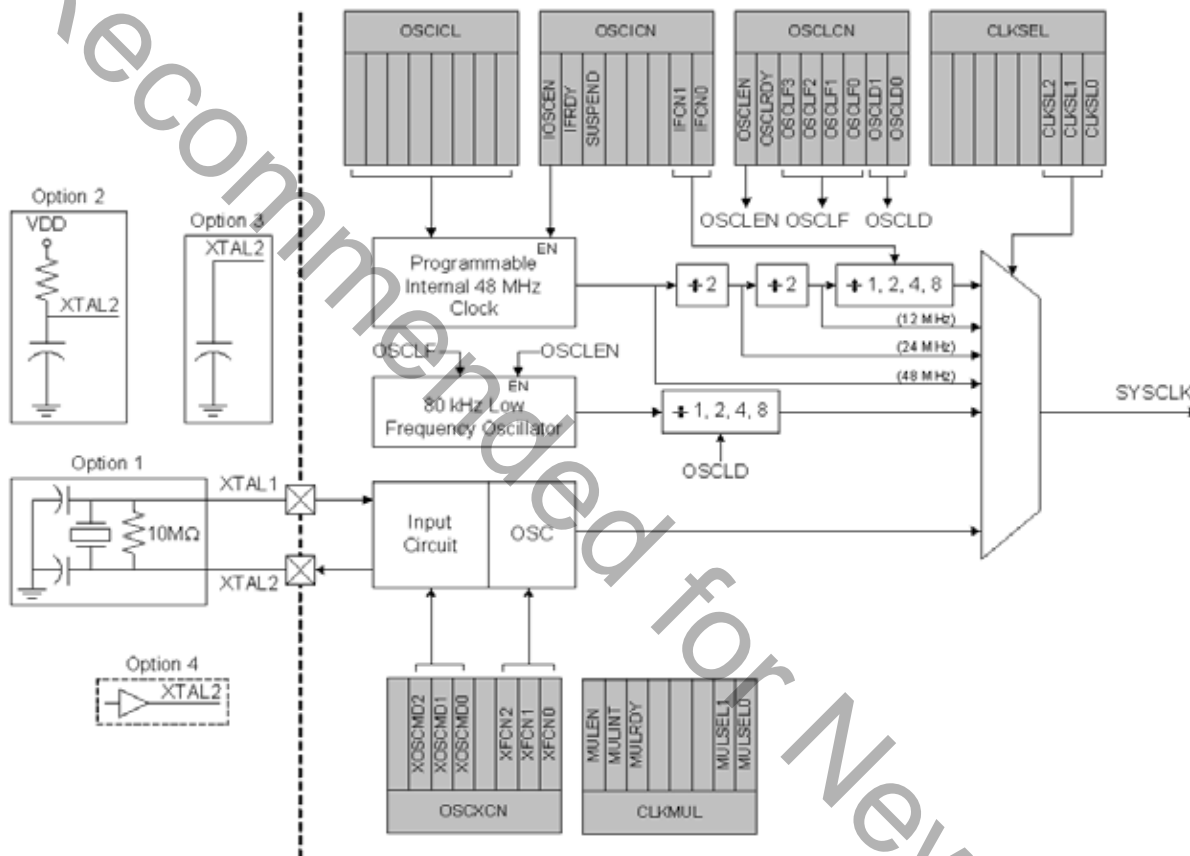 Recommended for New
OSCICL
OSCICN
OSCLCN
CLKSEL
IOSCEN
IFRDY
SUSPEND
IFCN1
IFCN0
OSCLEN
OSCLRDY
OSCLF3
OSCLF2
OSCLF1
OSCLF0
OSCLD1
OSCLD0
CLKSL2
CLKSL1
CLKSL0
OSCLEN OSCLF OSCLD
Option 2
VDD
XTAL2
Option 3
XTAL2
EN
Programmable
Internal 48 MHz
Clock
÷ 2
÷ 2
÷ 1, 2, 4, 8
(12 MHz)
(24 MHz)
(48 MHz)
SYSCLK
OSCLF
OSCLEN
EN
80 kHz Low
Frequency Oscillator
÷ 1, 2, 4, 8
OSCLD
Option 1
XTAL1
10MΩ
XTAL2
Input
Circuit
OSC
Option 4
XTAL2
XOSCMD2
XOSCMD1
XOSCMD0
XFCN2
XFCN1
XFCN0
OSCXCN
MULEN
MULINT
MULRDY
MULSEL1
MULSEL0
CLKMUL